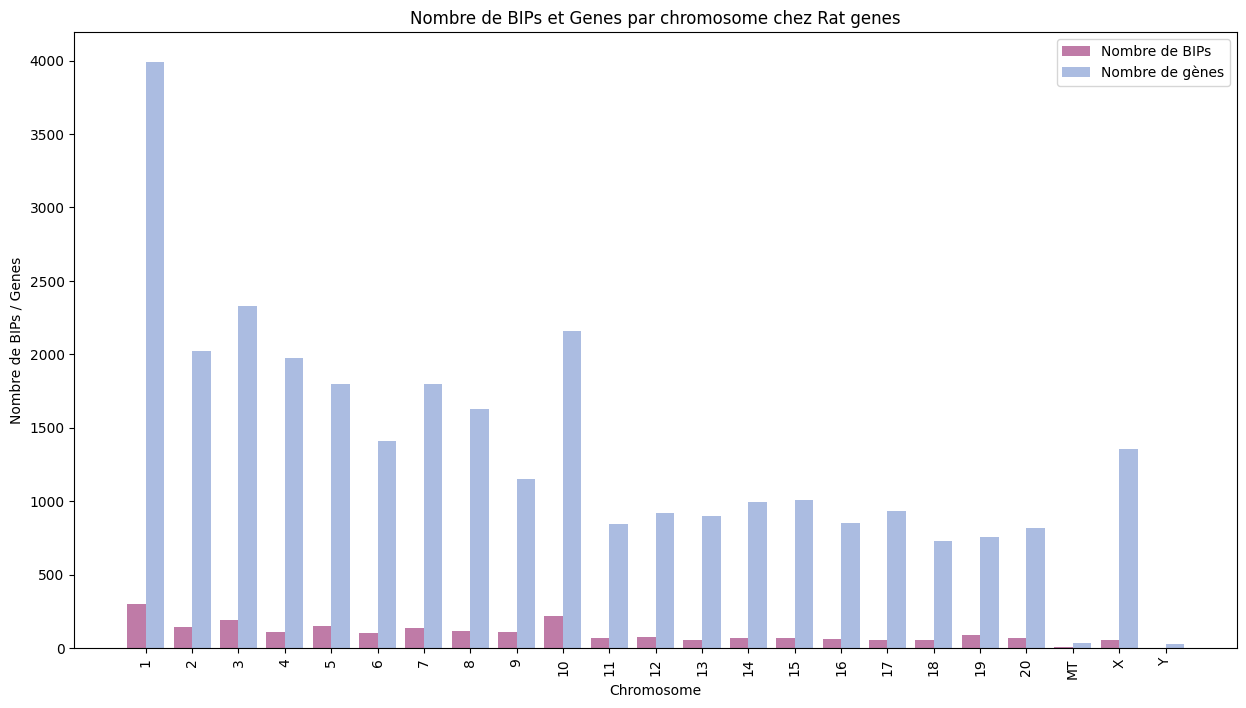 Nombre de BIPs et Genes par chromosome chez Rat genes
Nombre de BIPs
Nombre de gènes
Nombre de BIPs / Genes
4000
3500
3000
2500
2000
1500
1000
500
0
1 2 3 4 5 6 7 8 9 10 11 12 13 14 15 16 17 18 19 20 MT X Y
Chromosome